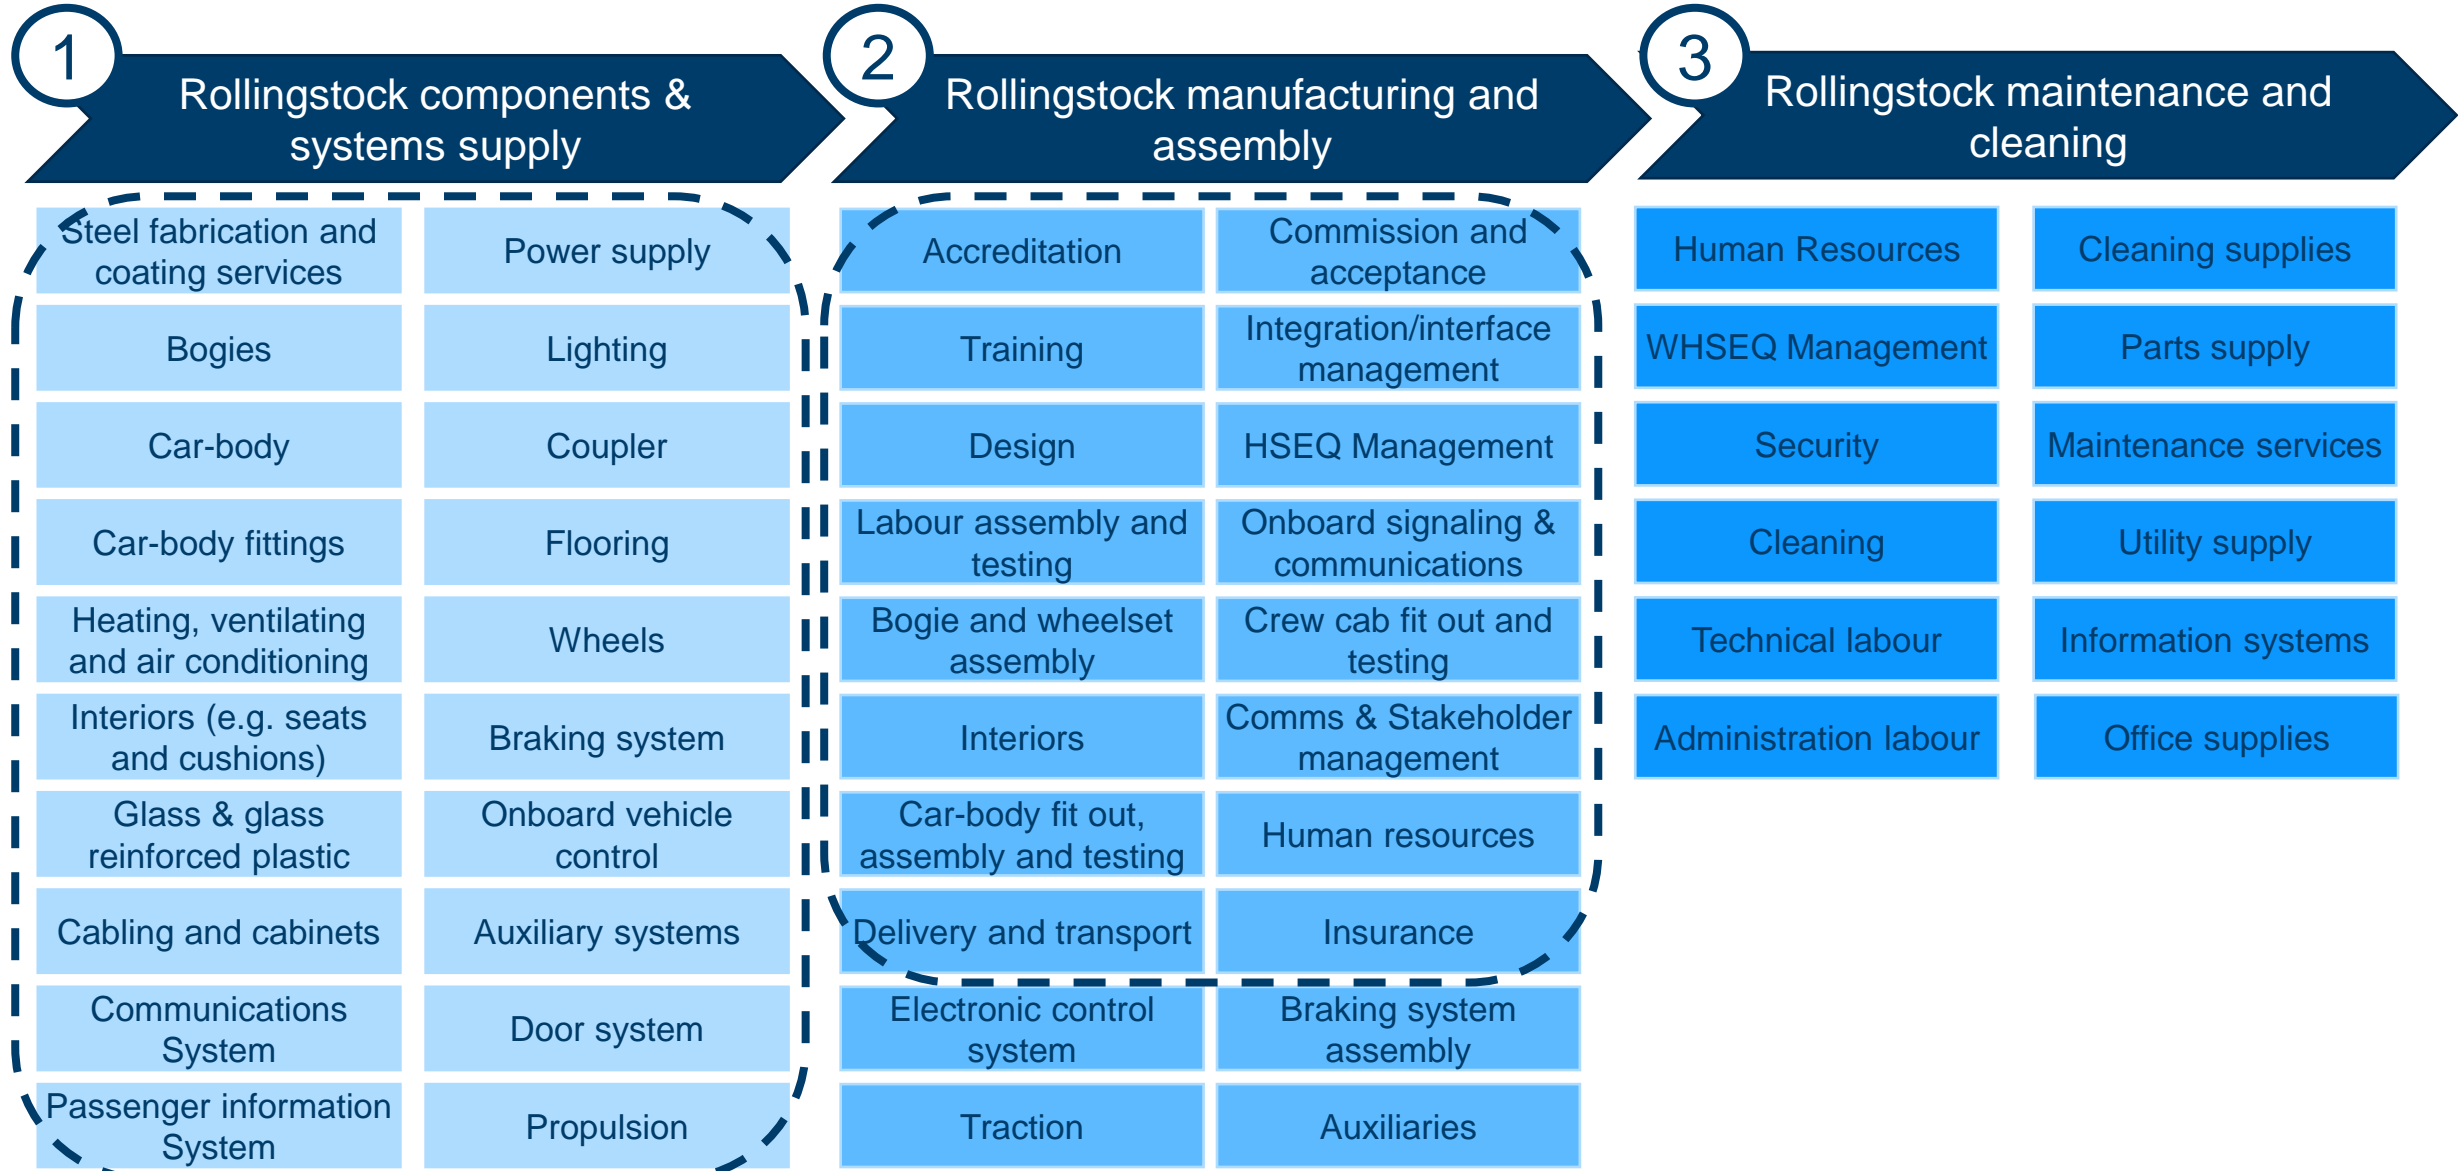 1
Rollingstock components &
systems supply
Steel fabrication and
coating services
Power supply
Bogies
Lighting
Car-body
Coupler
Car-body fittings
Flooring
Heating, ventilating
and air conditioning
Wheels
Interiors (e.g. seats
and cushions)
Braking system
Glass & glass
reinforced plastic
Onboard vehicle
control
Cabling and cabinets
Auxiliary systems
Communications
System
Door system
Passenger information
System
Propulsion
2
Rollingstock manufacturing and
assembly
Accreditation
Commission and
acceptance
Training
Integration/interface
management
Design
HSEQ Management
Labour assembly and
testing
Onboard signaling &
communications
Bogie and wheelset
assembly
Crew cab fit out and
testing
Interiors
Comms & Stakeholder
management
Car-body fit out,
assembly and testing
Human resources
Delivery and transport
Insurance
Electronic control
system
Braking system
assembly
Traction
Auxiliaries
3
Rollingstock maintenance and
cleaning
Human Resources
Cleaning supplies
WHSEQ Management
Parts supply
Security
Maintenance services
Cleaning
Utility supply
Technical labour
Information systems
Administration labour
Office supplies